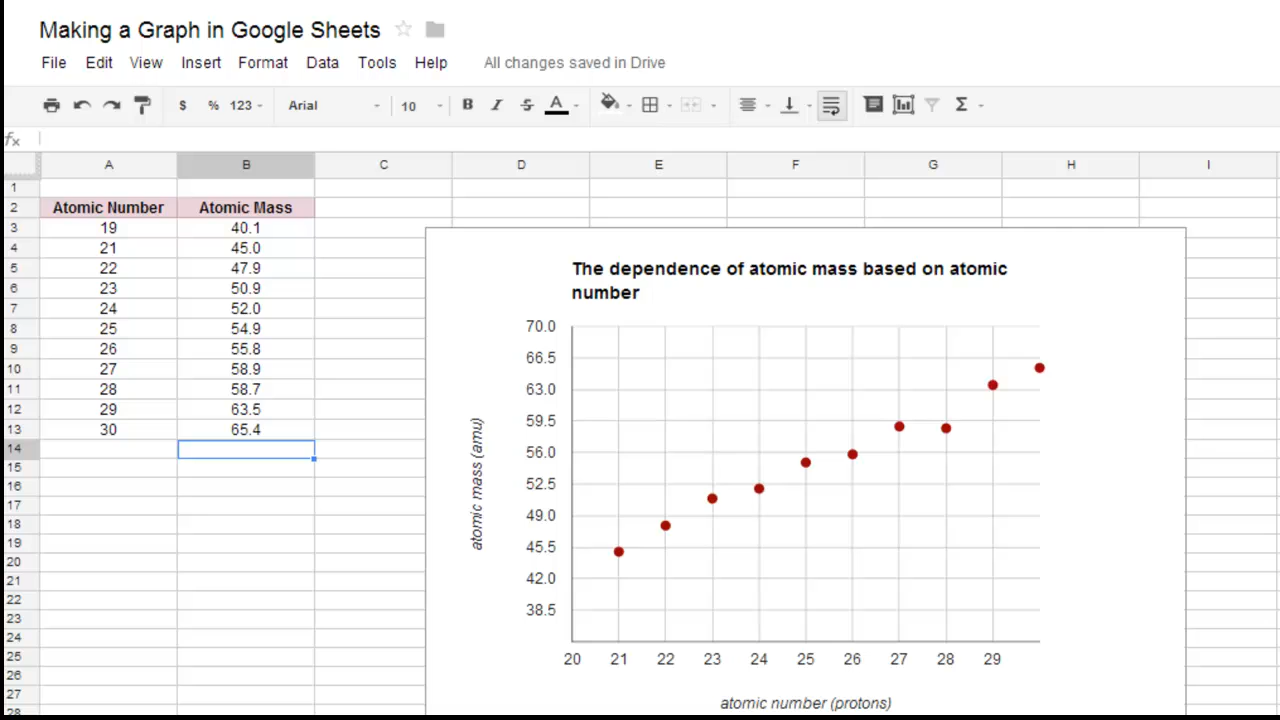 Making a Graph in Google Sheets
File Edit View Insert Format Data Tools Help All changes saved in Drive
$ % 123 Arial 10 B I S A Σ
fx
A B C D E F G H I
1
2 Atomic Number Atomic Mass
3 19 40.1
4 21 45.0
5 22 47.9
6 23 50.9
7 24 52.0
8 25 54.9
9 26 55.8
10 27 58.9
11 28 58.7
12 29 63.5
13 30 65.4
14
15
16
17
18
19
20
21
22
23
24
25
26
27
28
The dependence of atomic mass based on atomic
number
70.0
66.5
63.0
59.5
56.0
52.5
49.0
45.5
42.0
38.5
atomic mass (amu)
20 21 22 23 24 25 26 27 28 29
atomic number (protons)